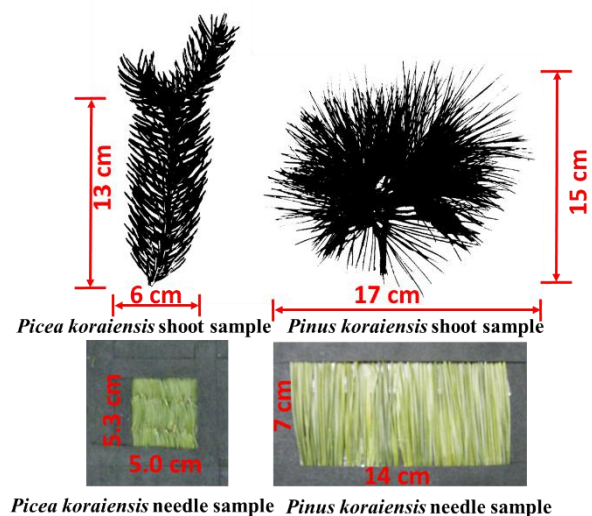 13 cm
6 cm
15 cm
17 cm
Picea koraiensis shoot sample
Pinus koraiensis shoot sample
5.3 cm
5.0 cm
7 cm
14 cm
Picea koraiensis needle sample
Pinus koraiensis needle sample